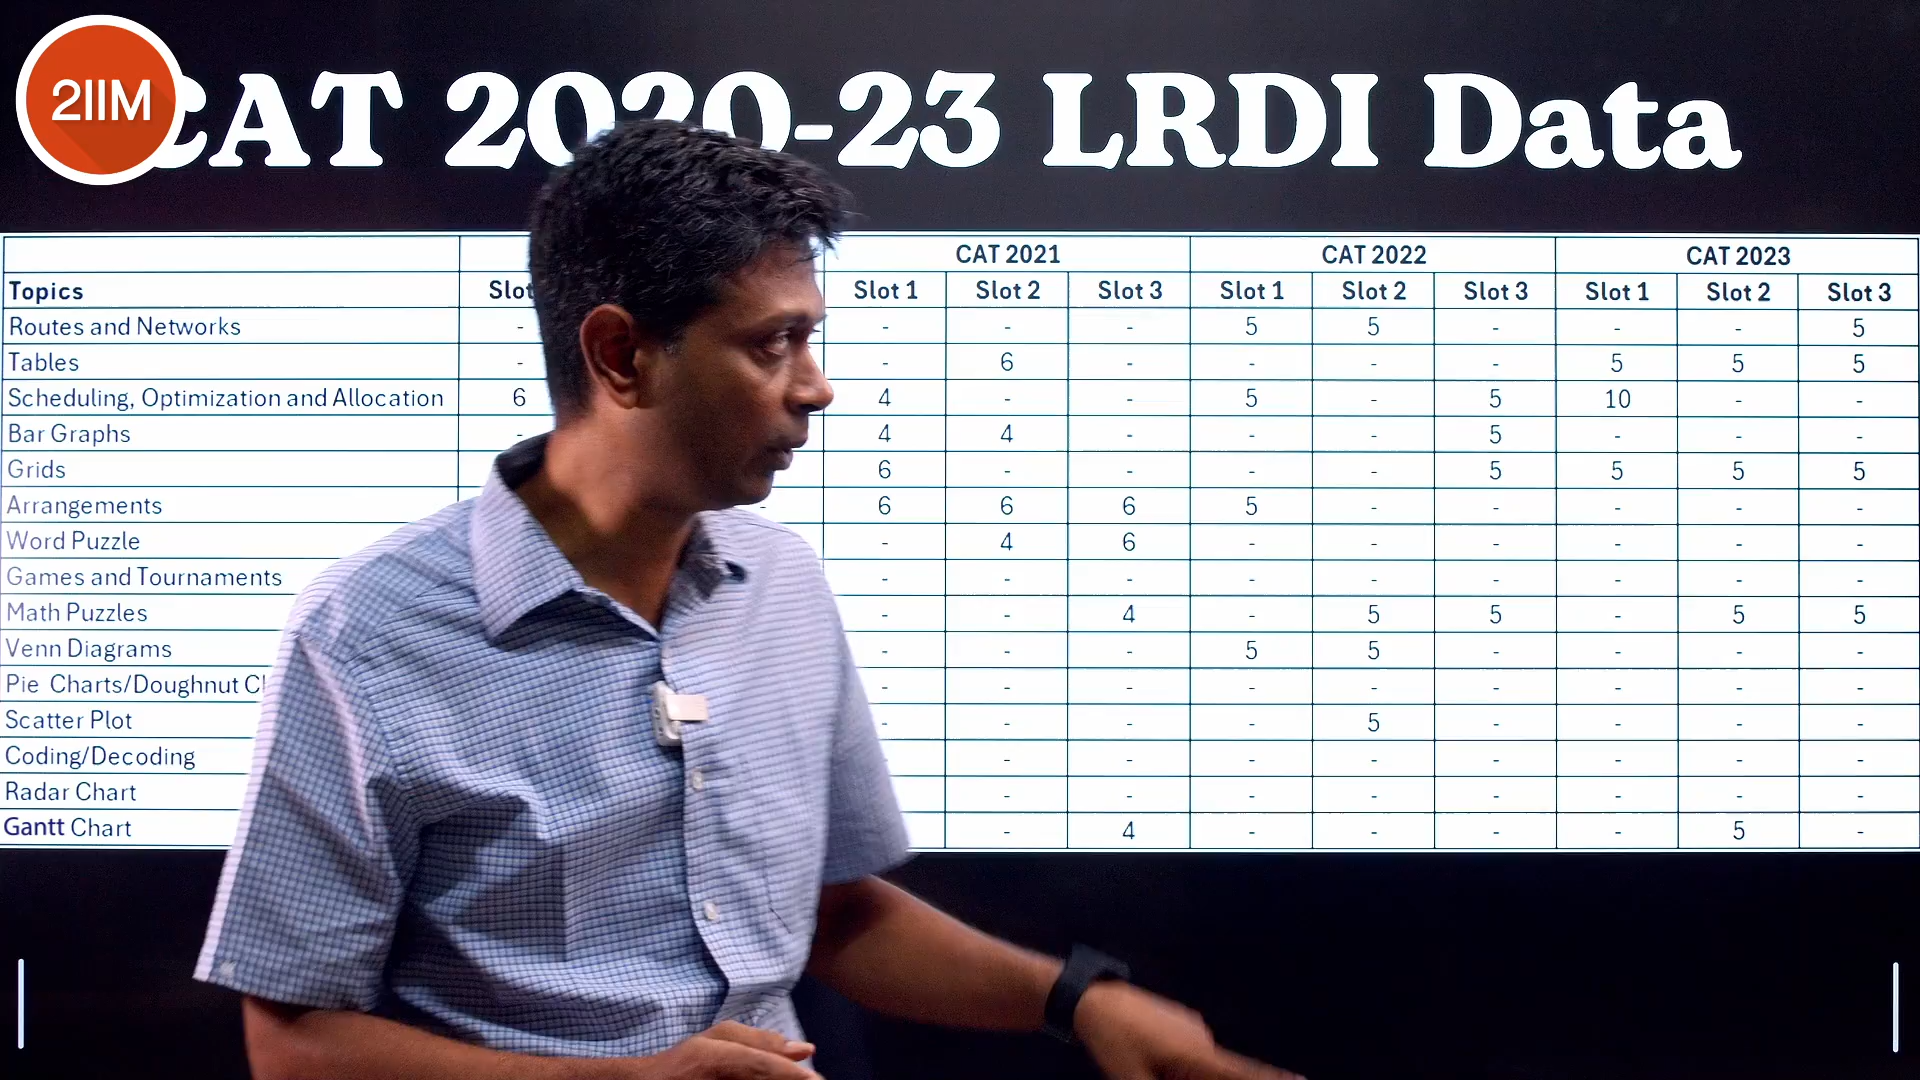 2IIM
CAT 2020-23 LRDI Data
CAT 2021 CAT 2022 CAT 2023
Topics Slot Slot 1 Slot 2 Slot 3 Slot 1 Slot 2 Slot 3 Slot 1 Slot 2 Slot 3
Routes and Networks - - - - 5 5 - - - 5
Tables - - 6 - - - - 5 5 5
Scheduling, Optimization and Allocation 6 4 - - 5 - 5 10 - -
Bar Graphs - 4 4 - - - 5 - - -
Grids 6 - - - - 5 5 5 5
Arrangements - 6 6 6 5 - - - - -
Word Puzzle - 4 6 - - - - - -
Games and Tournaments - - - - - - - - -
Math Puzzles - - 4 - 5 5 - 5 5
Venn Diagrams - - - 5 5 - - - -
Pie Charts/Doughnut - - - - - - - - -
Scatter Plot - - - - 5 - - - -
Coding/Decoding - - - - - - - -
Radar Chart - - - - - - - -
Gantt Chart - 4 - - - - 5 -